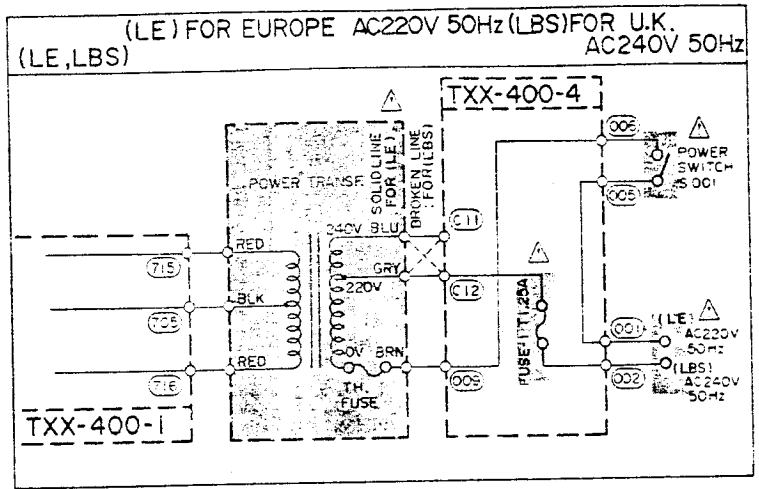 (LE) FOR EUROPE AC220V 50Hz (LBS) FOR U.K.
(LE,LBS) AC240V 50Hz
TXX-400-4
006
POWER
SWITCH
S 001
005
POWER TRANSF.
SOLID LINE
FOR (LE)
BROKEN LINE
FOR (LBS)
240V BLU
C11
RED
715
GRY
220V
C12
BLK
705
FUSE
T1.25A
001
(LE)
AC220V
50Hz
RED
716
0V BRN
009
002
(LBS)
AC240V
50Hz
TH.
FUSE
TXX-400-1